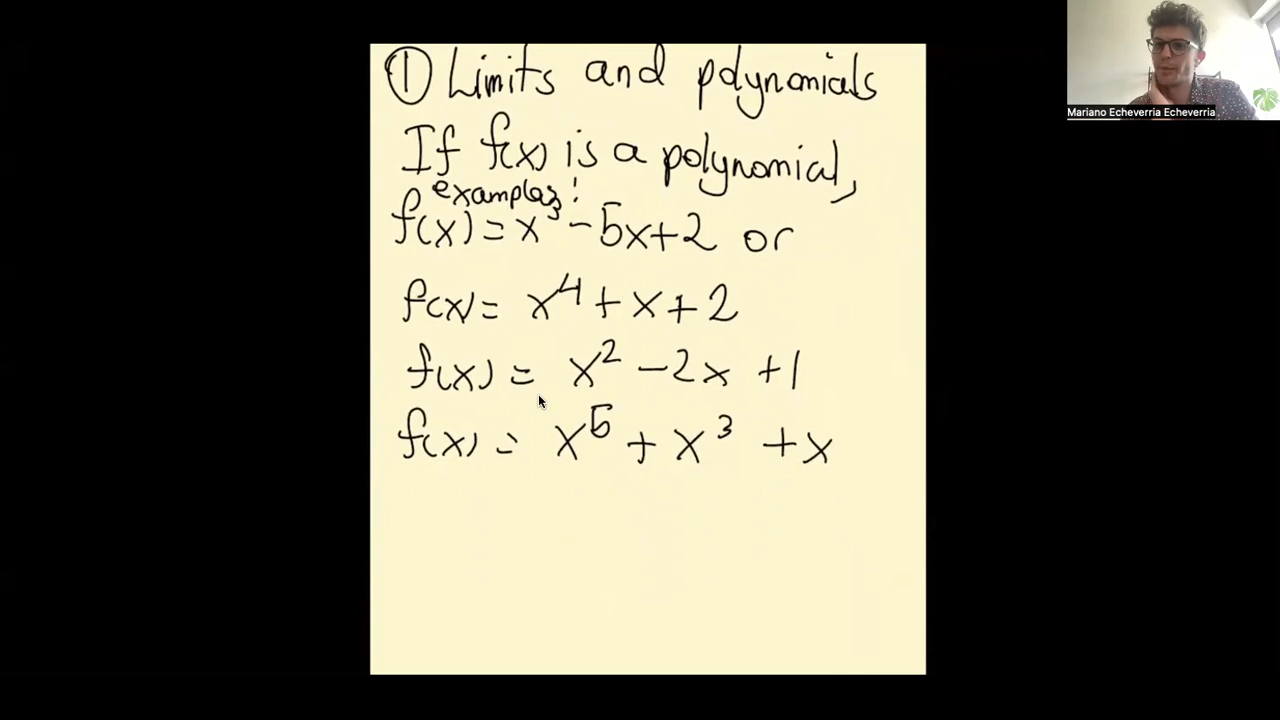 ① Limits and polynomials
If f(x) is a polynomial,
examples:
f(x) = x³ - 5x + 2 or
f(x) = x⁴ + x + 2
f(x) = x² - 2x + 1
f(x) = x⁵ + x³ + x
Mariano Echeverria Echeverria